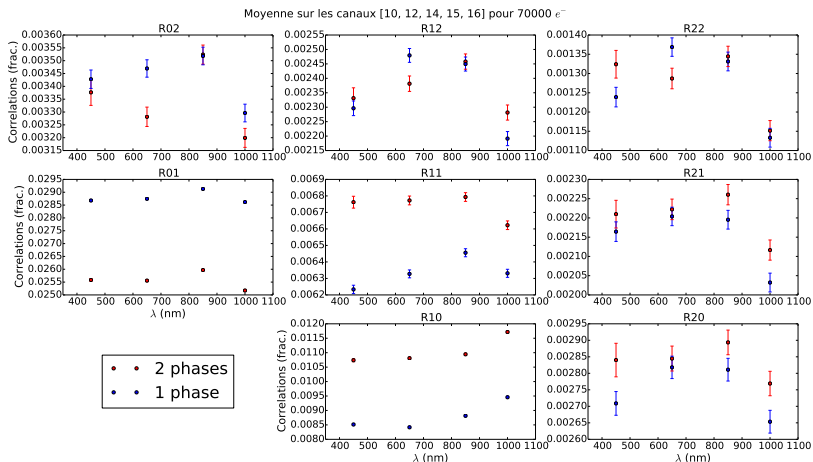 Moyenne sur les canaux [10, 12, 14, 15, 16] pour 70000 e⁻
R02
Correlations (frac.)
0.00360
0.00355
0.00350
0.00345
0.00340
0.00335
0.00330
0.00325
0.00320
0.00315
400 500 600 700 800 900 1000 1100
R12
0.00255
0.00250
0.00245
0.00240
0.00235
0.00230
0.00225
0.00220
0.00215
400 500 600 700 800 900 1000 1100
R22
0.00140
0.00135
0.00130
0.00125
0.00120
0.00115
0.00110
400 500 600 700 800 900 1000 1100
R01
Correlations (frac.)
0.0295
0.0290
0.0285
0.0280
0.0275
0.0270
0.0265
0.0260
0.0255
0.0250
400 500 600 700 800 900 1000 1100
λ (nm)
R11
0.0068
0.0067
0.0066
0.0065
0.0064
0.0063
0.0062
400 500 600 700 800 900 1000 1100
R21
0.00230
0.00225
0.00220
0.00215
0.00210
0.00205
0.00200
400 500 600 700 800 900 1000 1100
2 phases
1 phase
R10
Correlations (frac.)
0.0120
0.0115
0.0110
0.0105
0.0100
0.0095
0.0090
0.0085
0.0080
400 500 600 700 800 900 1000 1100
λ (nm)
R20
0.00295
0.00290
0.00285
0.00280
0.00275
0.00270
0.00265
0.00260
400 500 600 700 800 900 1000 1100
λ (nm)